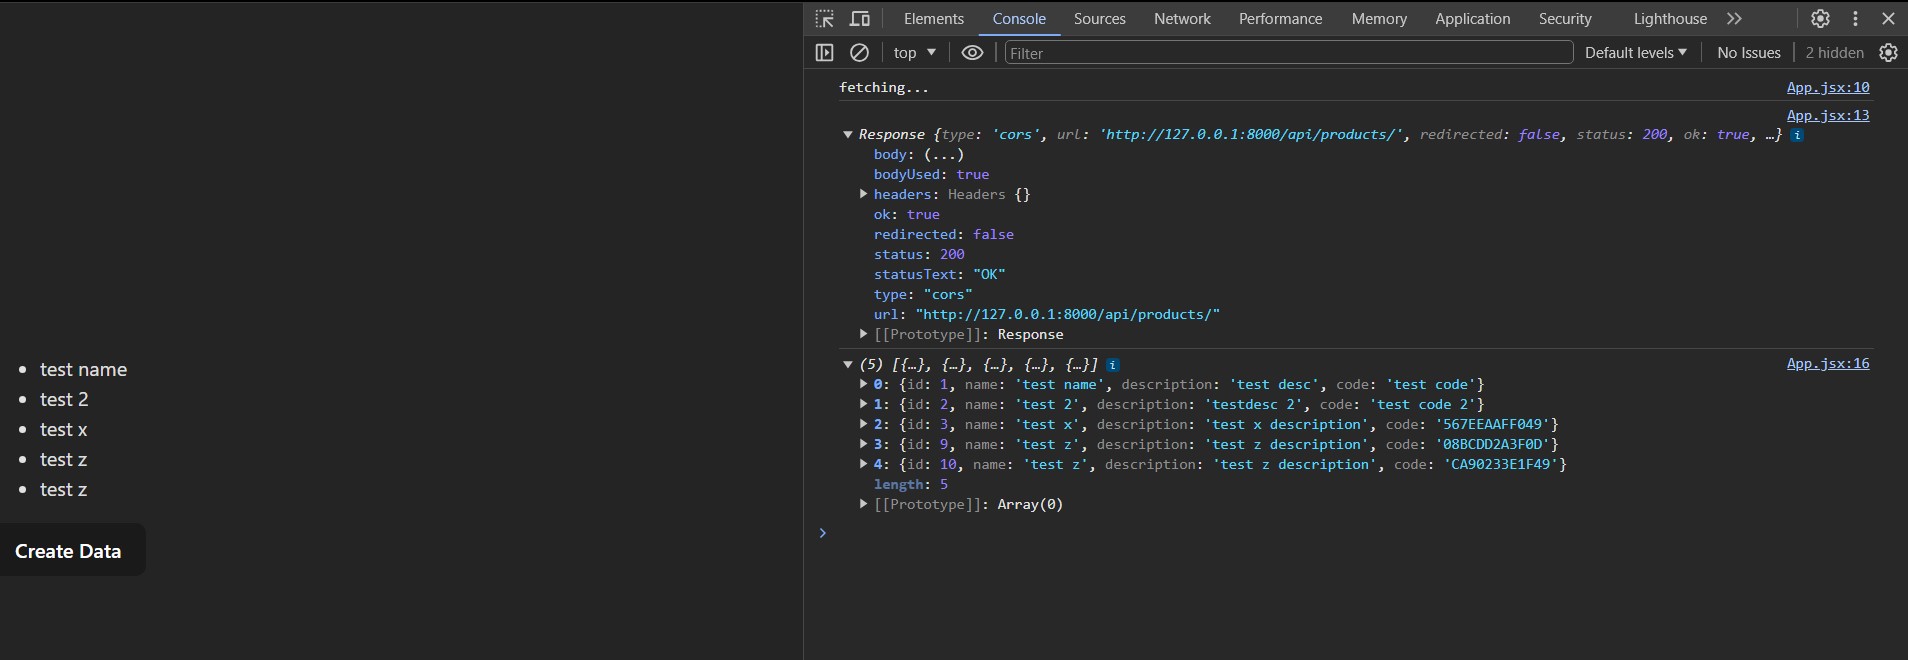 Elements Console Sources Network Performance Memory Application Security Lighthouse
top Filter Default levels No Issues 2 hidden
fetching... App.jsx:10
App.jsx:13
Response {type: 'cors', url: 'http://127.0.0.1:8000/api/products/', redirected: false, status: 200, ok: true, …} i
body: (...)
bodyUsed: true
headers: Headers {}
ok: true
redirected: false
status: 200
statusText: "OK"
type: "cors"
url: "http://127.0.0.1:8000/api/products/"
[[Prototype]]: Response
(5) [{…}, {…}, {…}, {…}, {…}] i App.jsx:16
0: {id: 1, name: 'test name', description: 'test desc', code: 'test code'}
1: {id: 2, name: 'test 2', description: 'testdesc 2', code: 'test code 2'}
2: {id: 3, name: 'test x', description: 'test x description', code: '567EEAAFF049'}
3: {id: 9, name: 'test z', description: 'test z description', code: '08BCDD2A3F0D'}
4: {id: 10, name: 'test z', description: 'test z description', code: 'CA90233E1F49'}
length: 5
[[Prototype]]: Array(0)
test name
test 2
test x
test z
test z
Create Data